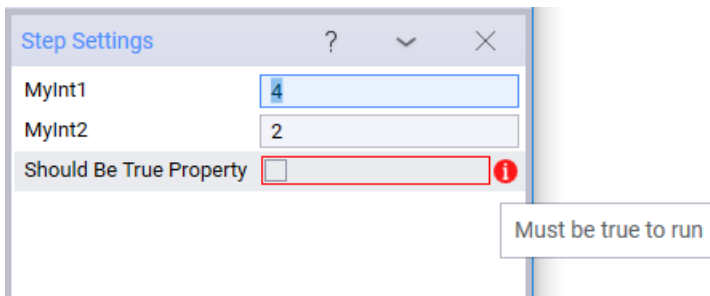 Step Settings ?
MyInt1 4
MyInt2 2
Should Be True Property
Must be true to run